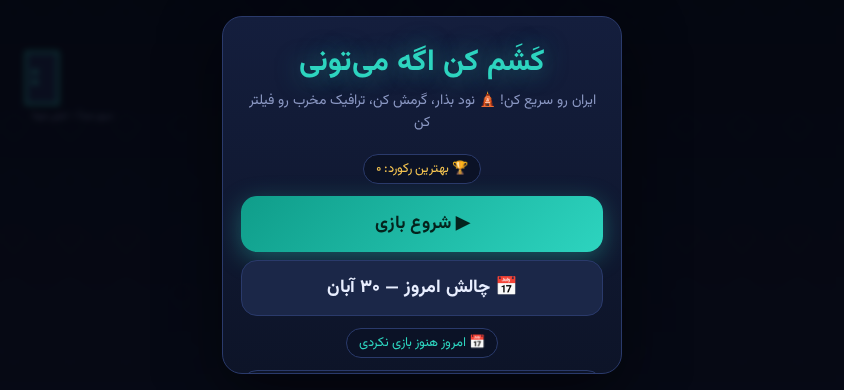 کَشَم کن اگه می‌تونی
ایران رو سریع کن! 🗼 نود بذار، گرمش کن، ترافیک مخرب رو فیلتر
کن
🏆 بهترین رکورد: ۰
▶ شروع بازی
📅 چالش امروز — ۳۰ آبان
📅 امروز هنوز بازی نکردی